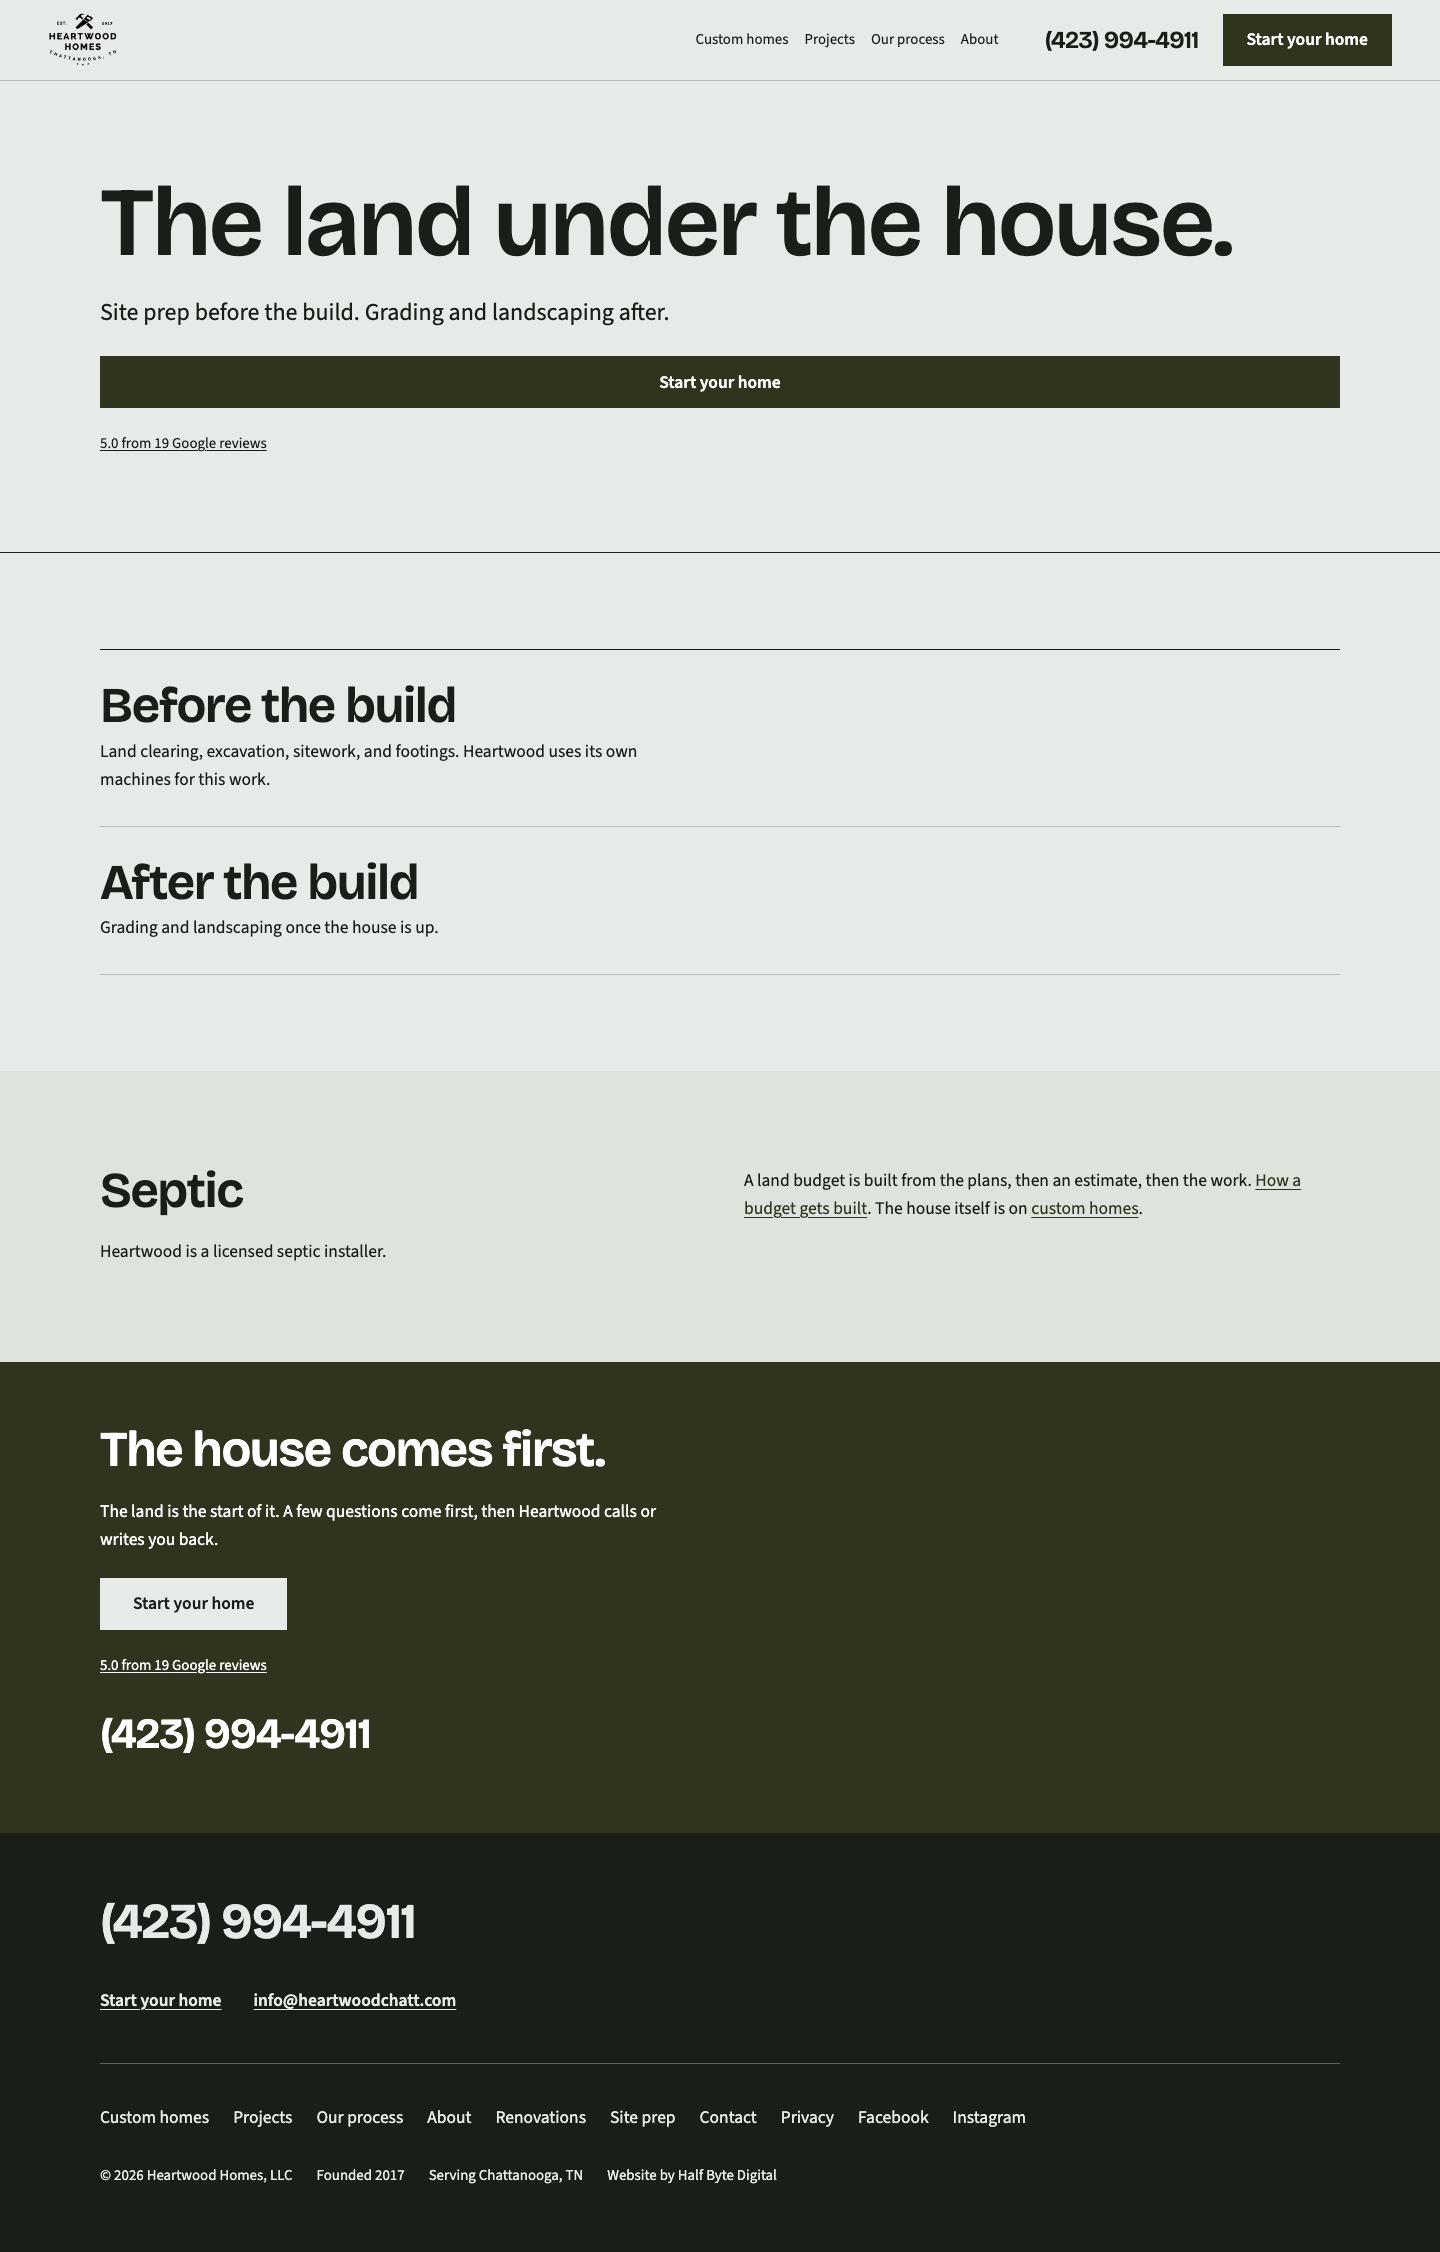 EST. 2017
HEARTWOOD
HOMES
CHATTANOOGA, TN
Custom homes Projects Our process About (423) 994-4911 Start your home
The land under the house.
Site prep before the build. Grading and landscaping after.
Start your home
5.0 from 19 Google reviews
Before the build
Land clearing, excavation, sitework, and footings. Heartwood uses its own
machines for this work.
After the build
Grading and landscaping once the house is up.
Septic
Heartwood is a licensed septic installer.
A land budget is built from the plans, then an estimate, then the work. How a
budget gets built. The house itself is on custom homes.
The house comes first.
The land is the start of it. A few questions come first, then Heartwood calls or
writes you back.
Start your home
5.0 from 19 Google reviews
(423) 994-4911
(423) 994-4911
Start your home info@heartwoodchatt.com
Custom homes Projects Our process About Renovations Site prep Contact Privacy Facebook Instagram
© 2026 Heartwood Homes, LLC Founded 2017 Serving Chattanooga, TN Website by Half Byte Digital